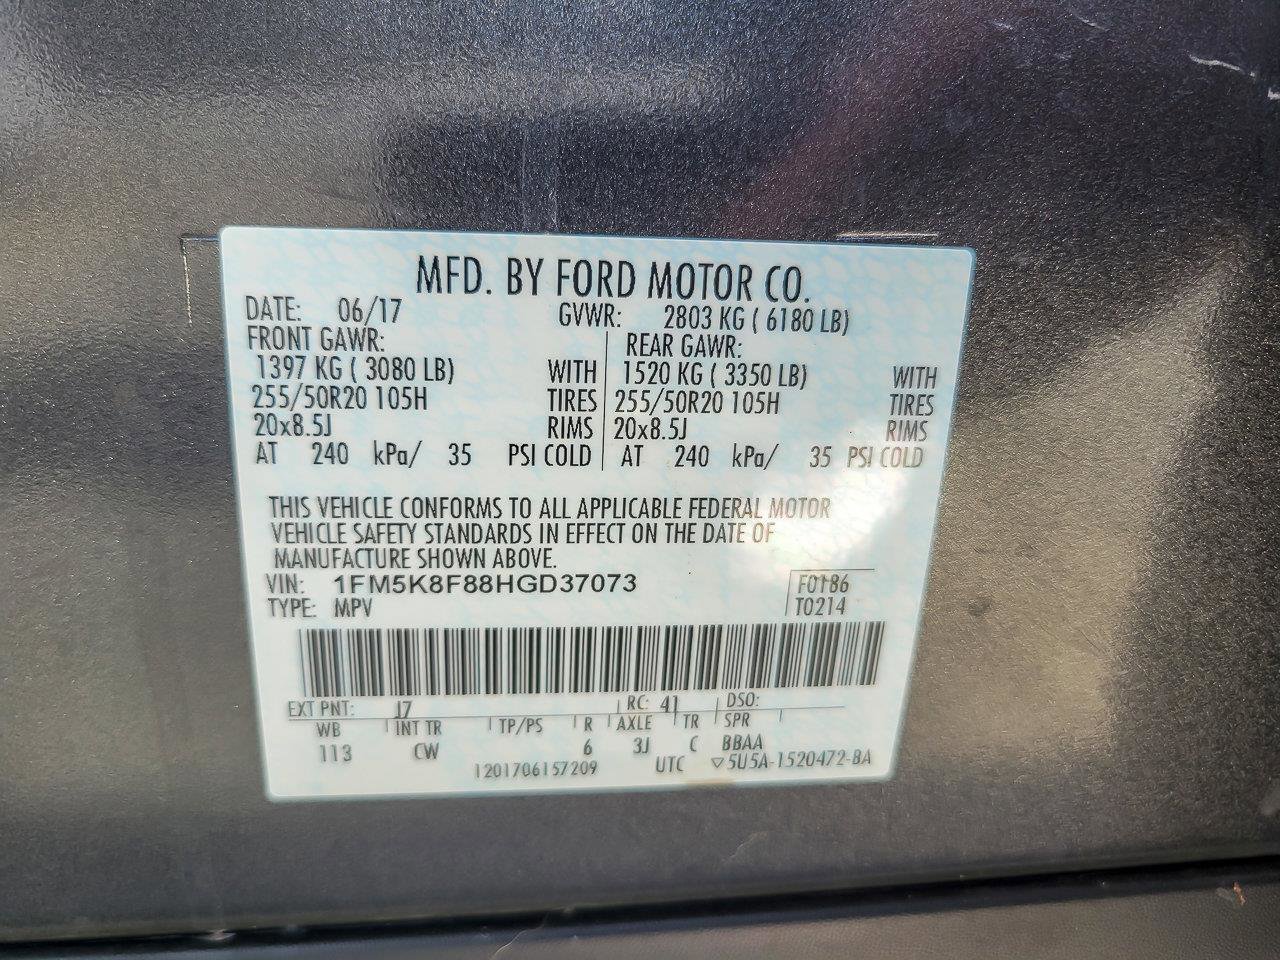 MFD. BY FORD MOTOR CO.
DATE: 06/17 GVWR: 2803 KG ( 6180 LB)
FRONT GAWR: REAR GAWR:
1397 KG ( 3080 LB) WITH 1520 KG ( 3350 LB) WITH
255/50R20 105H TIRES 255/50R20 105H TIRES
20x8.5J RIMS 20x8.5J RIMS
AT 240 kPa/ 35 PSI COLD AT 240 kPa/ 35 PSI COLD
THIS VEHICLE CONFORMS TO ALL APPLICABLE FEDERAL MOTOR
VEHICLE SAFETY STANDARDS IN EFFECT ON THE DATE OF
MANUFACTURE SHOWN ABOVE.
VIN: 1FM5K8F88HGD37073 F0186
TYPE: MPV T0214
EXT PNT: J7 RC: 41 DSO:
WB INT TR TP/PS R AXLE TR SPR
113 CW 6 3J C BBAA
1201706157209 UTC ▽5U5A-1520472-BA